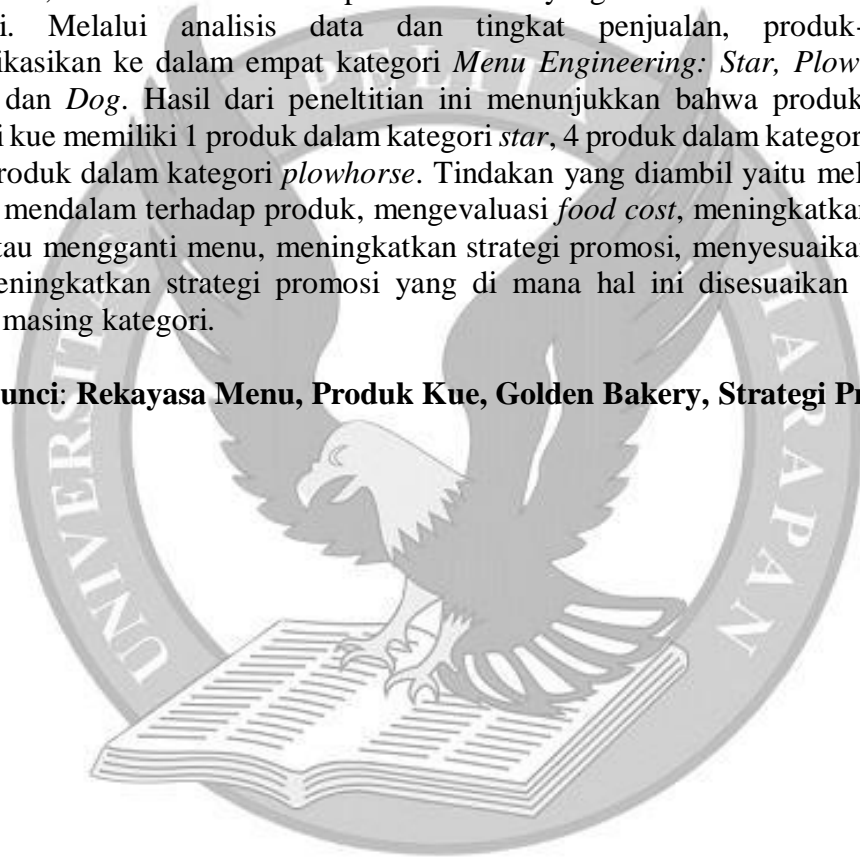 i. Melalui analisis data dan tingkat penjualan, produk-
ikasikan ke dalam empat kategori Menu Engineering: Star, Plow
dan Dog. Hasil dari peneltitian ini menunjukkan bahwa produk
i kue memiliki 1 produk dalam kategori star, 4 produk dalam kategor
roduk dalam kategori plowhorse. Tindakan yang diambil yaitu mel
mendalam terhadap produk, mengevaluasi food cost, meningkatkan
tau mengganti menu, meningkatkan strategi promosi, menyesuaikan
eningkatkan strategi promosi yang di mana hal ini disesuaikan
masing kategori.
unci: Rekayasa Menu, Produk Kue, Golden Bakery, Strategi Pr
UNIVERSITAS PELITA HARAPAN